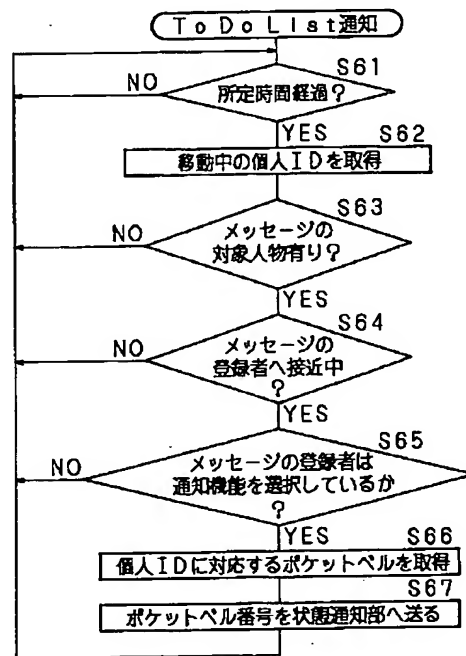 ToDoList通知
S61
NO
所定時間経過？
YES
S62
移動中の個人IDを取得
S63
NO
メッセージの
対象人物有り？
YES
S64
NO
メッセージの
登録者へ接近中
？
YES
S65
NO
メッセージの登録者は
通知機能を選択しているか
？
YES
S66
個人IDに対応するポケットベルを取得
S67
ポケットベル番号を状態通知部へ送る